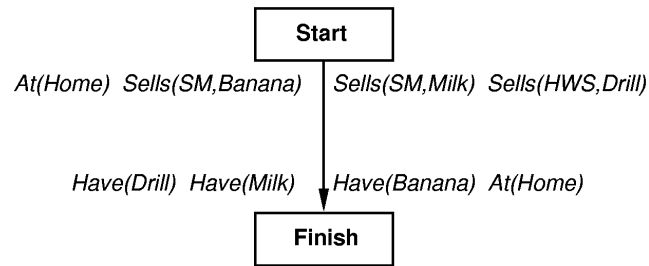 Start
At(Home) Sells(SM,Banana) Sells(SM,Milk) Sells(HWS,Drill)
Have(Drill) Have(Milk) Have(Banana) At(Home)
Finish